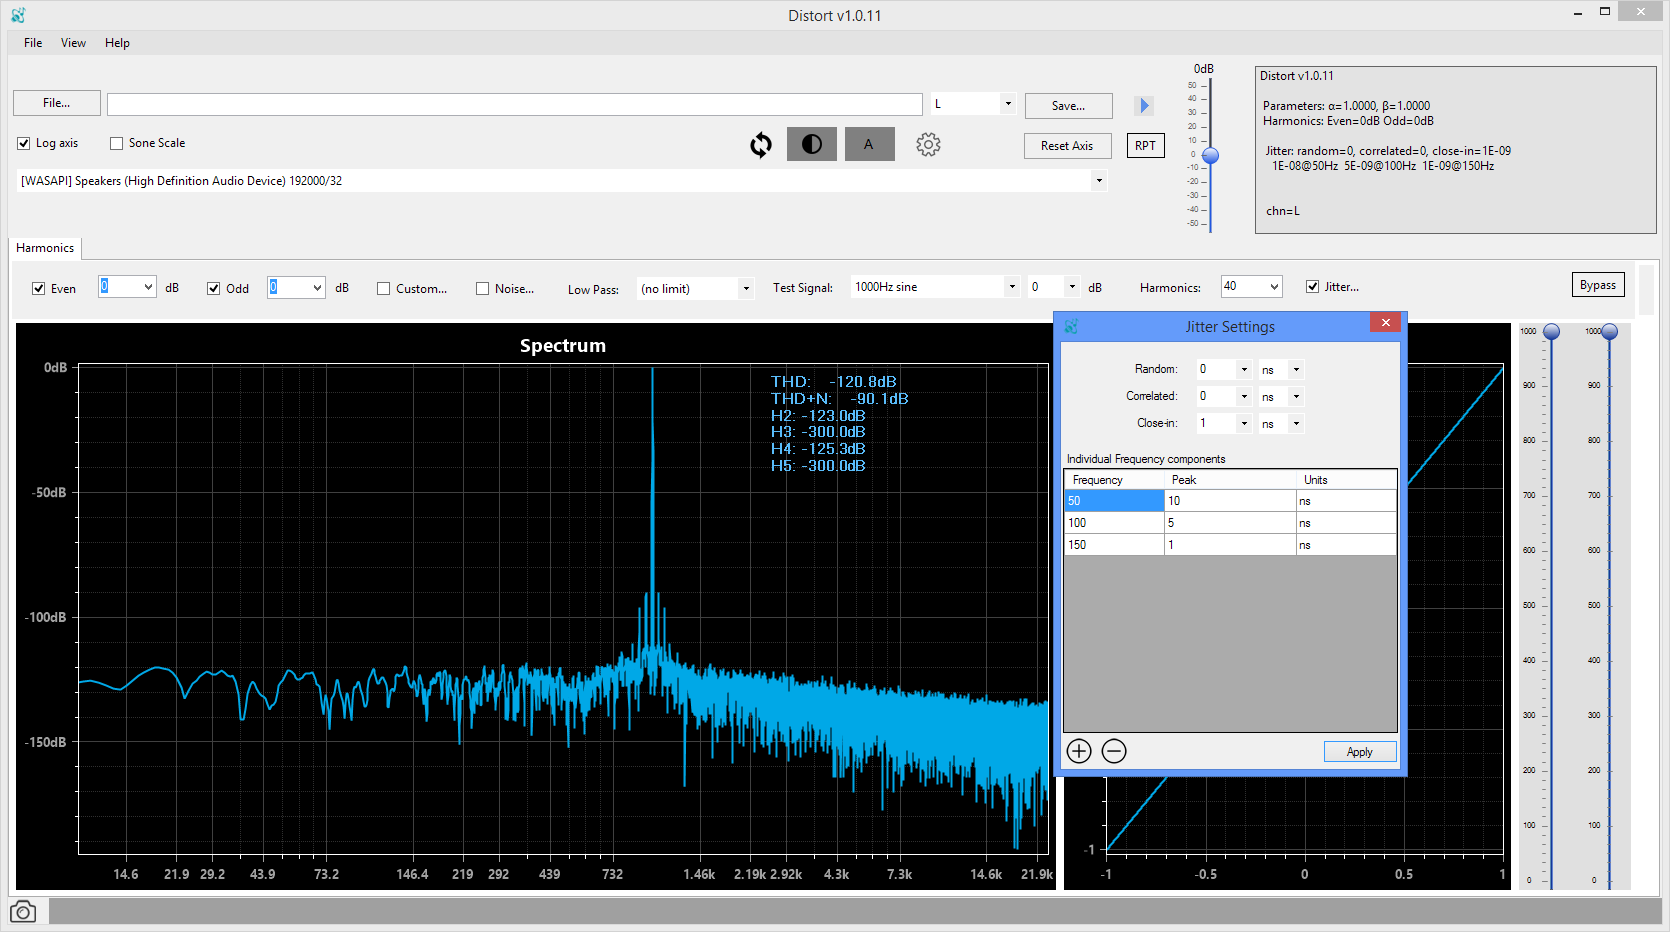 Distort v1.0.11
File View Help
File... L Save...
Log axis Sone Scale A Reset Axis RPT
[WASAPI] Speakers (High Definition Audio Device) 192000/32
0dB
50
40
30
20
10
0
-10
-20
-30
-40
-50
Distort v1.0.11
Parameters: α=1.0000, β=1.0000
Harmonics: Even=0dB Odd=0dB
Jitter: random=0, correlated=0, close-in=1E-09
1E-08@50Hz 5E-09@100Hz 1E-09@150Hz
chn=L
Harmonics
Even 0 dB Odd 0 dB Custom... Noise... Low Pass: (no limit) Test Signal: 1000Hz sine 0 dB Harmonics: 40 Jitter... Bypass
Spectrum
0dB
-50dB
-100dB
-150dB
THD: -120.8dB
THD+N: -90.1dB
H2: -123.0dB
H3: -300.0dB
H4: -125.3dB
H5: -300.0dB
14.6 21.9 29.2 43.9 73.2 146.4 219 292 439 732 1.46k 2.19k 2.92k 4.3k 7.3k 14.6k 21.9k
Jitter Settings
Random: 0 ns
Correlated: 0 ns
Close-in: 1 ns
Individual Frequency components
Frequency Peak Units
50 10 ns
100 5 ns
150 1 ns
Apply
-1
-1 -0.5 0 0.5 1
1000 1000
900 900
800 800
700 700
600 600
500 500
400 400
300 300
200 200
100 100
0 0